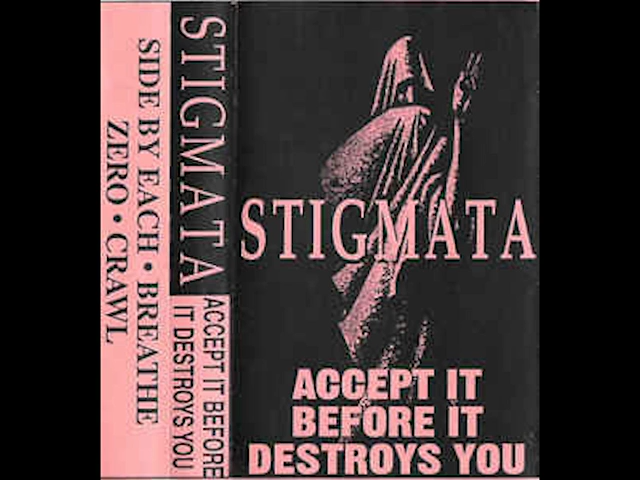 SIDE BY EACH • BREATHE
ZERO • CRAWL
STIGMATA
ACCEPT IT BEFORE
IT DESTROYS YOU
STIGMATA
ACCEPT IT
BEFORE IT
DESTROYS YOU